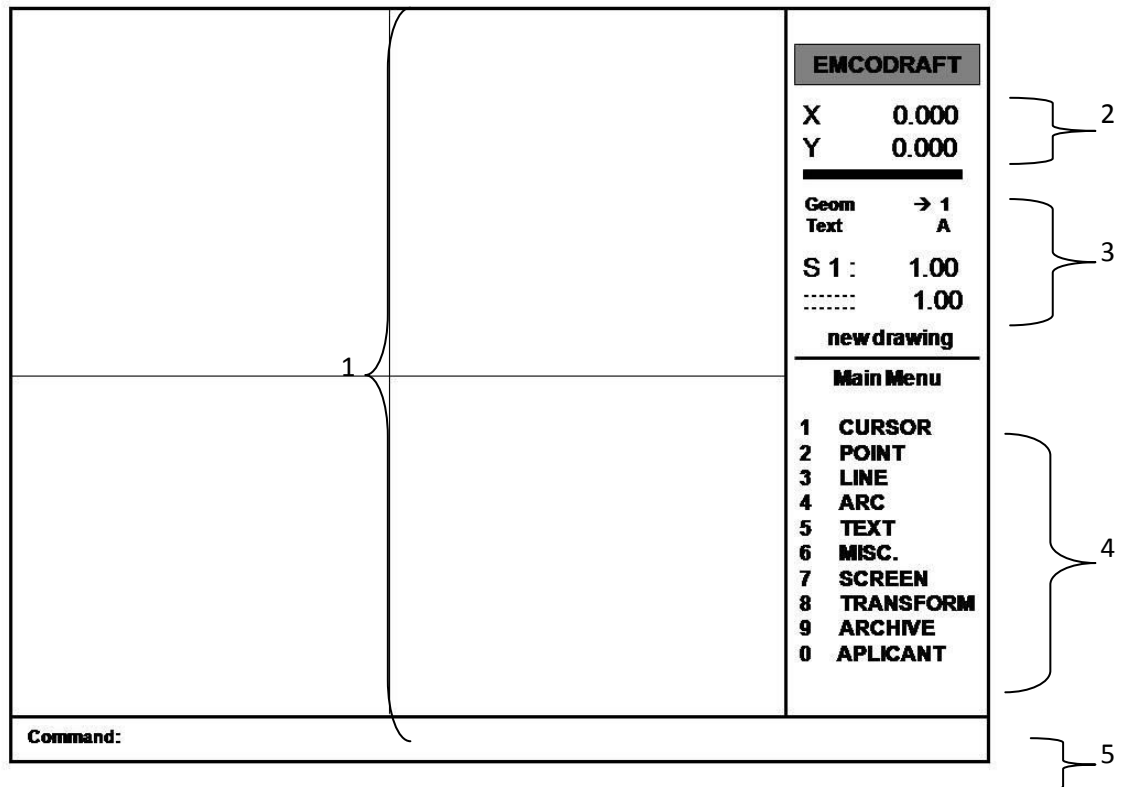 EMCODRAFT
X 0.000
Y 0.000
2
Geom → 1
Text A
S 1 : 1.00
1.00
3
new drawing
1
Main Menu
1 CURSOR
2 POINT
3 LINE
4 ARC
5 TEXT
6 MISC.
7 SCREEN
8 TRANSFORM
9 ARCHIVE
0 APLICANT
4
Command:
5